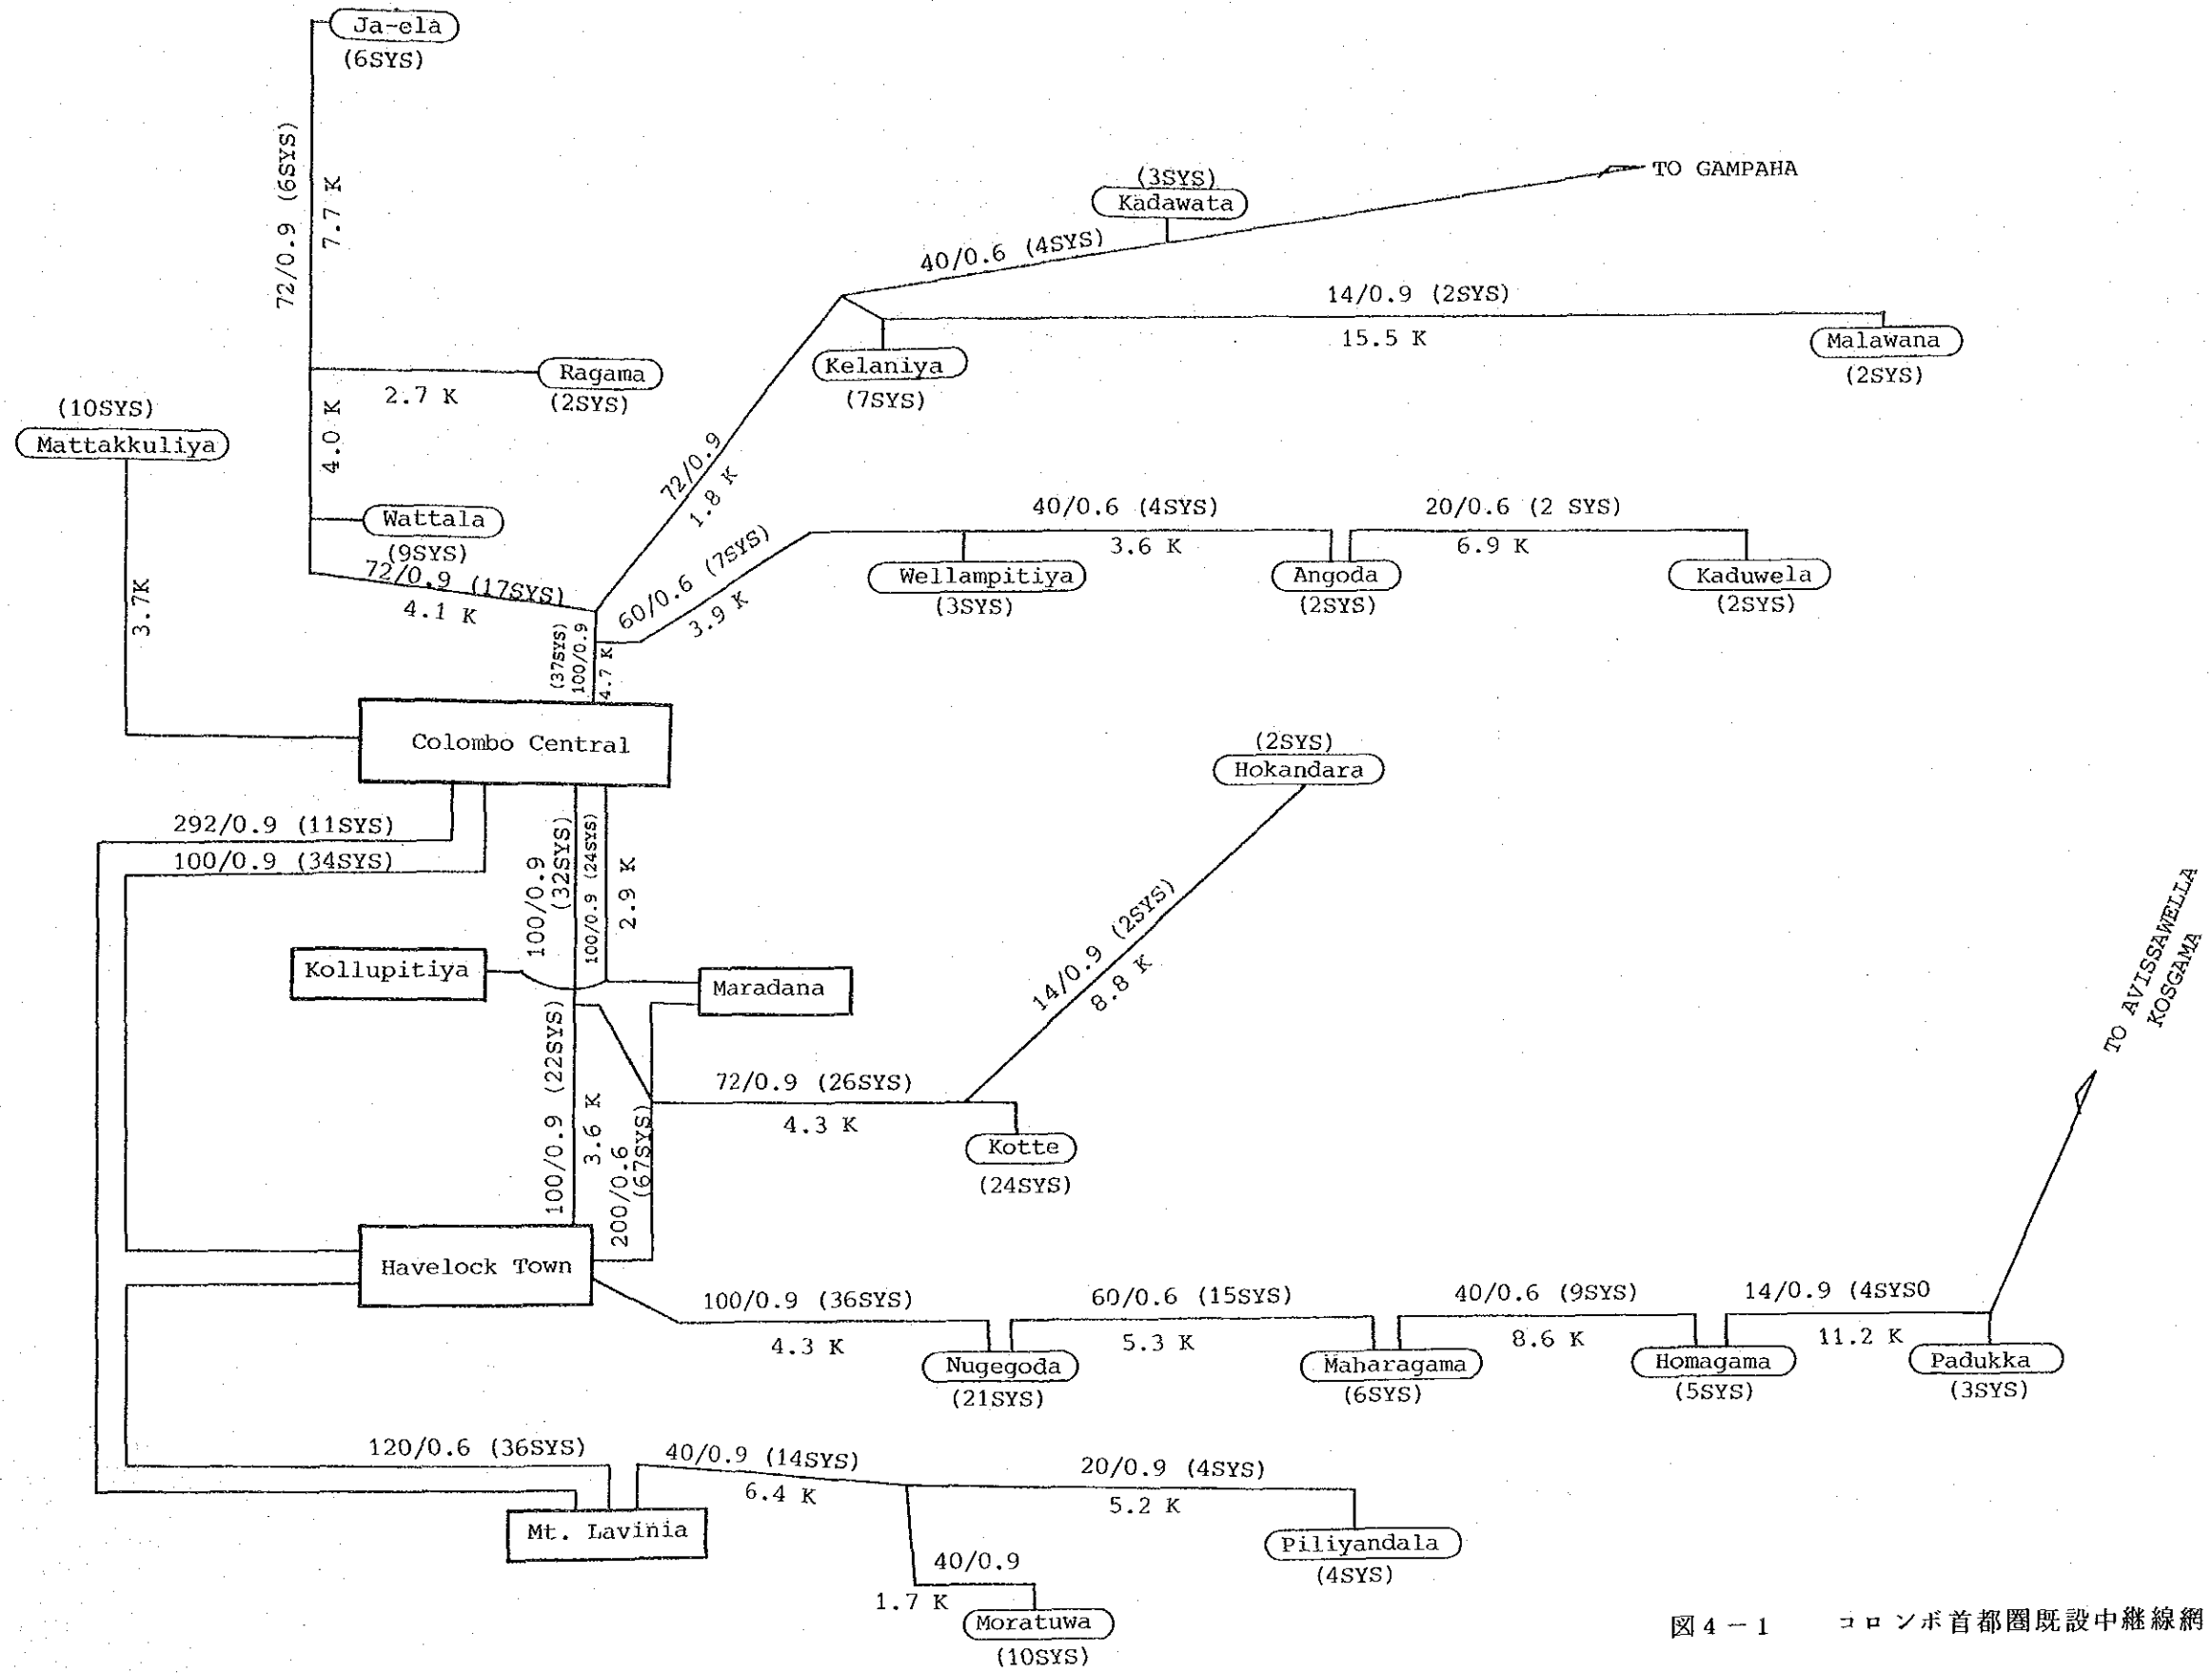 Ja-ela
(6SYS)
72/0.9 (6SYS)
7.7 K
(3SYS)
Kadawata
TO GAMPAHA
40/0.6 (4SYS)
14/0.9 (2SYS)
15.5 K
Malawana
(2SYS)
Kelaniya
(7SYS)
Ragama
(2SYS)
2.7 K
4.0 K
(10SYS)
Mattakkuliya
3.7K
Wattala
(9SYS)
72/0.9 (17SYS)
4.1 K
72/0.9
1.8 K
60/0.6 (7SYS)
3.9 K
40/0.6 (4SYS)
3.6 K
20/0.6 (2 SYS)
6.9 K
Wellampitiya
(3SYS)
Angoda
(2SYS)
Kaduwela
(2SYS)
(37SYS)
100/0.9
4.7 K
Colombo Central
(2SYS)
Hokandara
292/0.9 (11SYS)
100/0.9 (34SYS)
100/0.9
(32SYS)
100/0.9 (24SYS)
2.9 K
14/0.9 (2SYS)
8.8 K
TO AVISSAWELLA
KOSGAMA
Kollupitiya
Maradana
100/0.9 (22SYS)
3.6 K
200/0.6
(67SYS)
72/0.9 (26SYS)
4.3 K
Kotte
(24SYS)
Havelock Town
100/0.9 (36SYS)
4.3 K
60/0.6 (15SYS)
5.3 K
40/0.6 (9SYS)
8.6 K
14/0.9 (4SYSO
11.2 K
Nugegoda
(21SYS)
Maharagama
(6SYS)
Homagama
(5SYS)
Padukka
(3SYS)
120/0.6 (36SYS)
40/0.9 (14SYS)
6.4 K
20/0.9 (4SYS)
5.2 K
Mt. Lavinia
Piliyandala
(4SYS)
40/0.9
1.7 K
Moratuwa
(10SYS)
図4－1 コロンボ首都圏既設中継線網